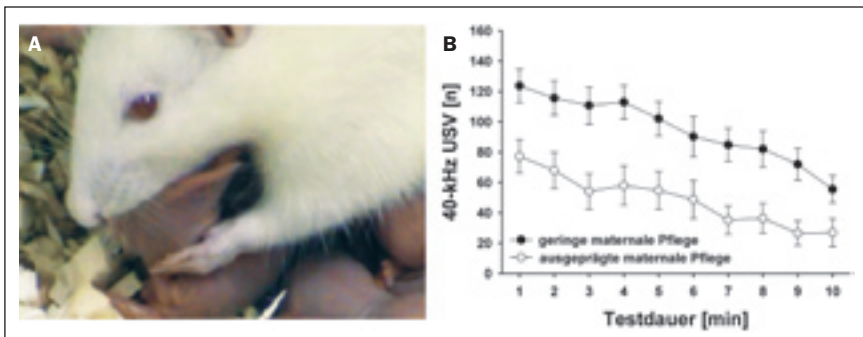 A
B
40-kHz USV [n]
160
140
120
100
80
60
40
20
0
geringe maternale Pflege
ausgeprägte maternale Pflege
1 2 3 4 5 6 7 8 9 10
Testdauer [min]